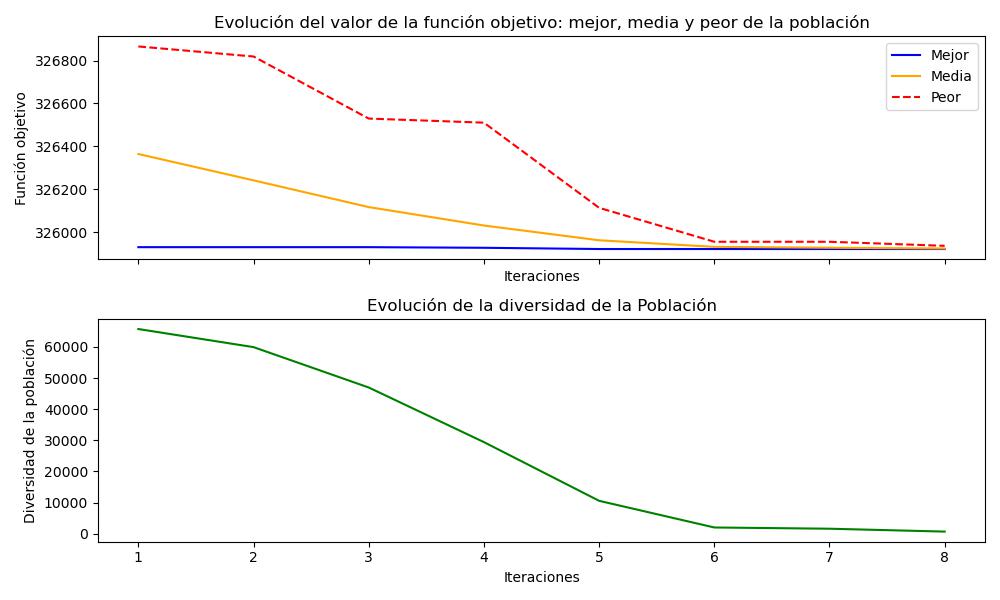 Evolución del valor de la función objetivo: mejor, media y peor de la población
Función objetivo
326800
326600
326400
326200
326000
Mejor
Media
Peor
Iteraciones
Evolución de la diversidad de la Población
Diversidad de la población
60000
50000
40000
30000
20000
10000
0
1 2 3 4 5 6 7 8
Iteraciones